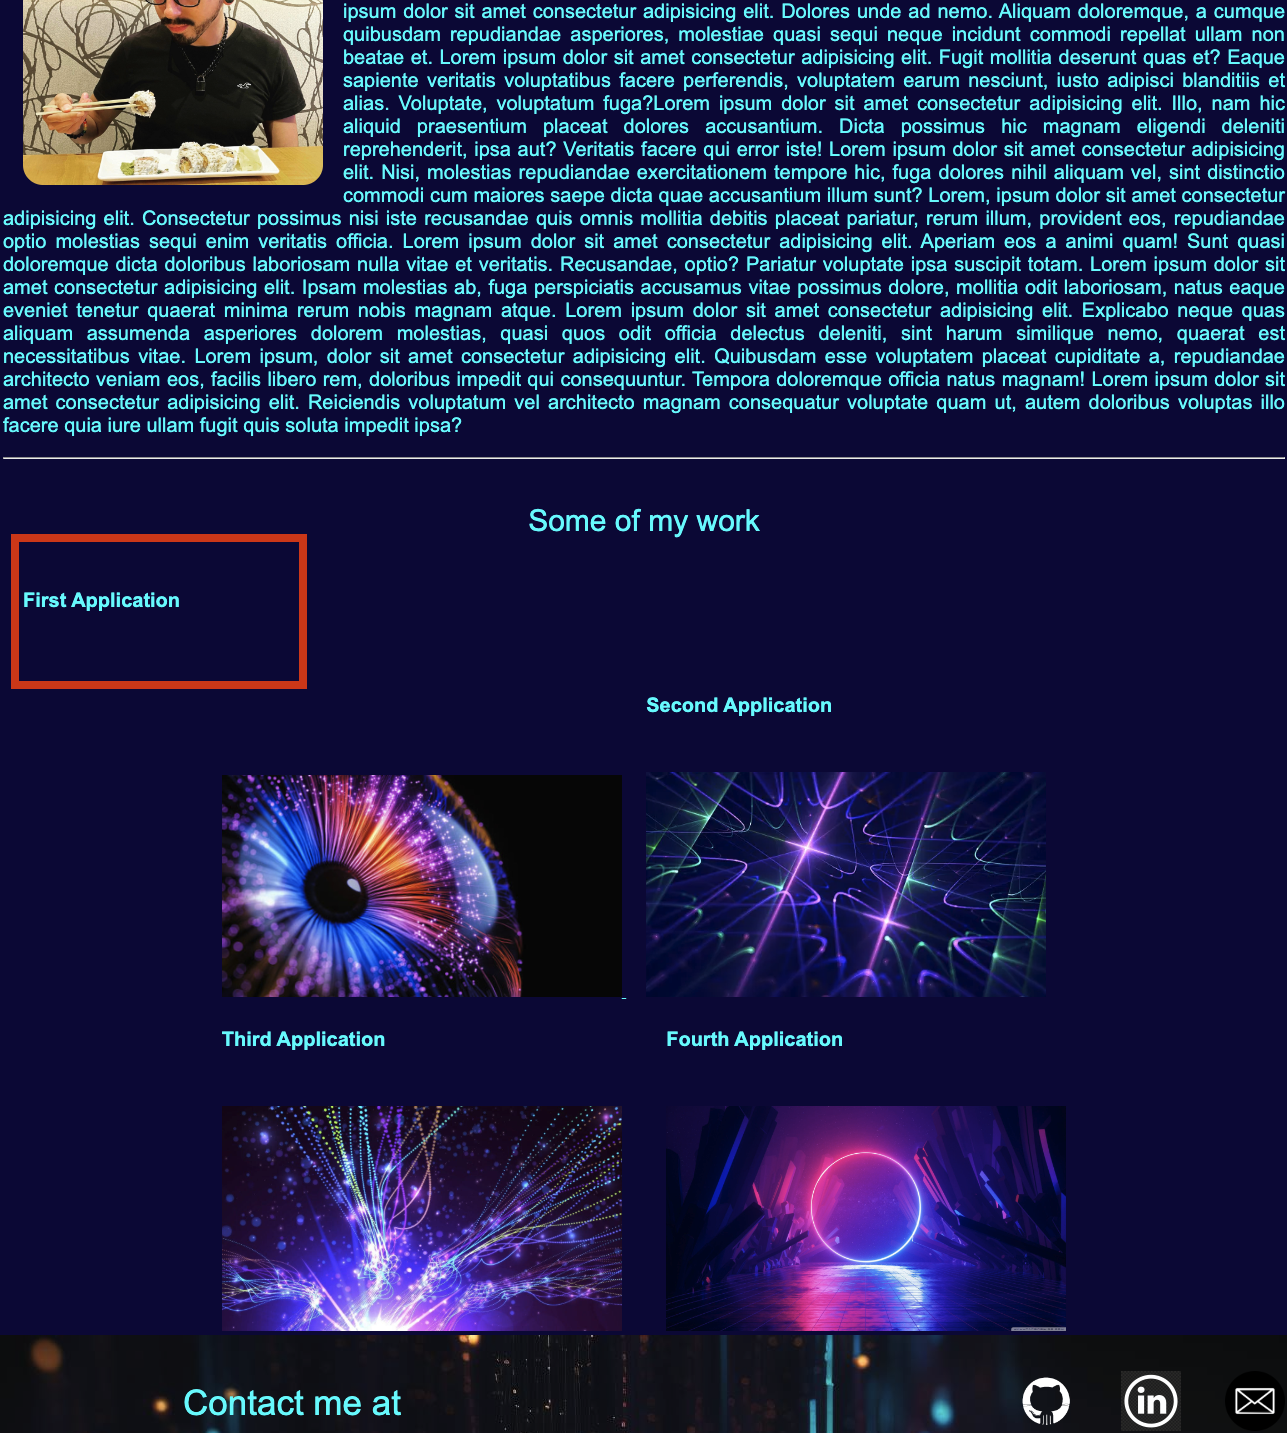 ipsum dolor sit amet consectetur adipisicing elit. Dolores unde ad nemo. Aliquam doloremque, a cumque
quibusdam repudiandae asperiores, molestiae quasi sequi neque incidunt commodi repellat ullam non
beatae et. Lorem ipsum dolor sit amet consectetur adipisicing elit. Fugit mollitia deserunt quas et? Eaque
sapiente veritatis voluptatibus facere perferendis, voluptatem earum nesciunt, iusto adipisci blanditiis et
alias. Voluptate, voluptatum fuga?Lorem ipsum dolor sit amet consectetur adipisicing elit. Illo, nam hic
aliquid praesentium placeat dolores accusantium. Dicta possimus hic magnam eligendi deleniti
reprehenderit, ipsa aut? Veritatis facere qui error iste! Lorem ipsum dolor sit amet consectetur adipisicing
elit. Nisi, molestias repudiandae exercitationem tempore hic, fuga dolores nihil aliquam vel, sint distinctio
commodi cum maiores saepe dicta quae accusantium illum sunt? Lorem, ipsum dolor sit amet consectetur
adipisicing elit. Consectetur possimus nisi iste recusandae quis omnis mollitia debitis placeat pariatur, rerum illum, provident eos, repudiandae
optio molestias sequi enim veritatis officia. Lorem ipsum dolor sit amet consectetur adipisicing elit. Aperiam eos a animi quam! Sunt quasi
doloremque dicta doloribus laboriosam nulla vitae et veritatis. Recusandae, optio? Pariatur voluptate ipsa suscipit totam. Lorem ipsum dolor sit
amet consectetur adipisicing elit. Ipsam molestias ab, fuga perspiciatis accusamus vitae possimus dolore, mollitia odit laboriosam, natus eaque
eveniet tenetur quaerat minima rerum nobis magnam atque. Lorem ipsum dolor sit amet consectetur adipisicing elit. Explicabo neque quas
aliquam assumenda asperiores dolorem molestias, quasi quos odit officia delectus deleniti, sint harum similique nemo, quaerat est
necessitatibus vitae. Lorem ipsum, dolor sit amet consectetur adipisicing elit. Quibusdam esse voluptatem placeat cupiditate a, repudiandae
architecto veniam eos, facilis libero rem, doloribus impedit qui consequuntur. Tempora doloremque officia natus magnam! Lorem ipsum dolor sit
amet consectetur adipisicing elit. Reiciendis voluptatum vel architecto magnam consequatur voluptate quam ut, autem doloribus voluptas illo
facere quia iure ullam fugit quis soluta impedit ipsa?
Some of my work
First Application
Second Application
Third Application
Fourth Application
Contact me at
in